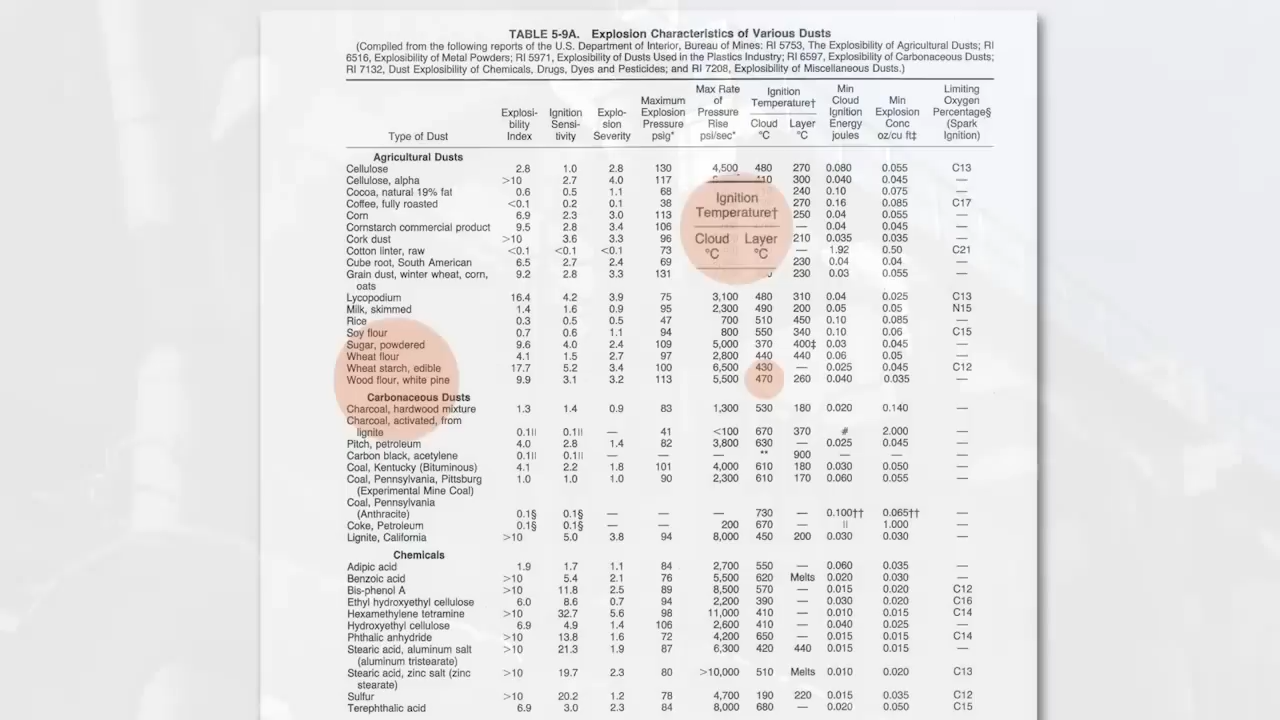 TABLE 5-9A. Explosion Characteristics of Various Dusts
(Compiled from the following reports of the U.S. Department of Interior, Bureau of Mines: RI 5753, The Explosibility of Agricultural Dusts; RI
6516, Explosibility of Metal Powders; RI 5971, Explosibility of Dusts Used in the Plastics Industry; RI 6597, Explosibility of Carbonaceous Dusts;
RI 7132, Dust Explosibility of Chemicals, Drugs, Dyes and Pesticides; and RI 7208, Explosibility of Miscellaneous Dusts.)
Type of Dust
Explosi-
bility
Index
Ignition
Sensi-
tivity
Explo-
sion
Severity
Maximum
Explosion
Pressure
psig*
Max Rate
of
Pressure
Rise
psi/sec*
Ignition
Temperature†
Cloud
°C
Layer
°C
Min
Cloud
Ignition
Energy
joules
Min
Explosion
Conc
oz/cu ft‡
Limiting
Oxygen
Percentage§
(Spark
Ignition)
Agricultural Dusts
Cellulose 2.8 1.0 2.8 130 4,500 480 270 0.080 0.055 C13
Cellulose, alpha >10 2.7 4.0 117 300 0.040 0.045 —
Cocoa, natural 19% fat 0.6 0.5 1.1 68 240 0.10 0.075 —
Coffee, fully roasted <0.1 0.2 0.1 38 270 0.16 0.085 C17
Corn 6.9 2.3 3.0 113 250 0.04 0.055 —
Cornstarch commercial product 9.5 2.8 3.4 106 — 0.04 0.045 —
Cork dust >10 3.6 3.3 96 210 0.035 0.035 —
Cotton linter, raw <0.1 <0.1 <0.1 73 — 1.92 0.50 C21
Cube root, South American 6.5 2.7 2.4 69 230 0.04 0.04 —
Grain dust, winter wheat, corn, 9.2 2.8 3.3 131 230 0.03 0.055 —
oats
Ignition
Temperature†
Cloud Layer
°C °C
Lycopodium 16.4 4.2 3.9 75 3,100 480 310 0.04 0.025 C13
Milk, skimmed 1.4 1.6 0.9 95 2,300 490 200 0.05 0.05 N15
Rice 0.3 0.5 0.5 47 700 510 450 0.10 0.085 —
Soy flour 0.7 0.6 1.1 94 800 550 340 0.10 0.06 C15
Sugar, powdered 9.6 4.0 2.4 109 5,000 370 400‡ 0.03 0.045 —
Wheat flour 4.1 1.5 2.7 97 2,800 440 440 0.06 0.05 —
Wheat starch, edible 17.7 5.2 3.4 100 6,500 430 — 0.025 0.045 C12
Wood flour, white pine 9.9 3.1 3.2 113 5,500 470 260 0.040 0.035 —
Carbonaceous Dusts
Charcoal, hardwood mixture 1.3 1.4 0.9 83 1,300 530 180 0.020 0.140 —
Charcoal, activated, from
lignite 0.1|| 0.1|| — 41 <100 670 370 # 2.000 —
Pitch, petroleum 4.0 2.8 1.4 82 3,800 630 — 0.025 0.045 —
Carbon black, acetylene 0.1|| 0.1|| — — — ** 900 — — —
Coal, Kentucky (Bituminous) 4.1 2.2 1.8 101 4,000 610 180 0.030 0.050 —
Coal, Pennsylvania, Pittsburg 1.0 1.0 1.0 90 2,300 610 170 0.060 0.055 —
(Experimental Mine Coal)
Coal, Pennsylvania
(Anthracite) 0.1§ 0.1§ — — — 730 — 0.100†† 0.065†† —
Coke, Petroleum 0.1§ 0.1§ — — 200 670 — || 1.000 —
Lignite, California >10 5.0 3.8 94 8,000 450 200 0.030 0.030 —
Chemicals
Adipic acid 1.9 1.7 1.1 84 2,700 550 — 0.060 0.035 —
Benzoic acid >10 5.4 2.1 76 5,500 620 Melts 0.020 0.030 —
Bis-phenol A >10 11.8 2.5 89 8,500 570 — 0.015 0.020 C12
Ethyl hydroxyethyl cellulose 6.0 8.6 0.7 94 2,200 390 — 0.030 0.020 C16
Hexamethylene tetramine >10 32.7 5.6 98 11,000 410 — 0.010 0.015 C14
Hydroxyethyl cellulose 6.9 4.9 1.4 106 2,600 410 — 0.040 0.025 —
Phthalic anhydride >10 13.8 1.6 72 4,200 650 — 0.015 0.015 C14
Stearic acid, aluminum salt >10 21.3 1.9 87 6,300 420 440 0.015 0.015 —
(aluminum tristearate)
Stearic acid, zinc salt (zinc >10 19.7 2.3 80 >10,000 510 Melts 0.010 0.020 C13
stearate)
Sulfur >10 20.2 1.2 78 4,700 190 220 0.015 0.035 C12
Terephthalic acid 6.9 3.0 2.3 84 8,000 680 — 0.020 0.050 C15